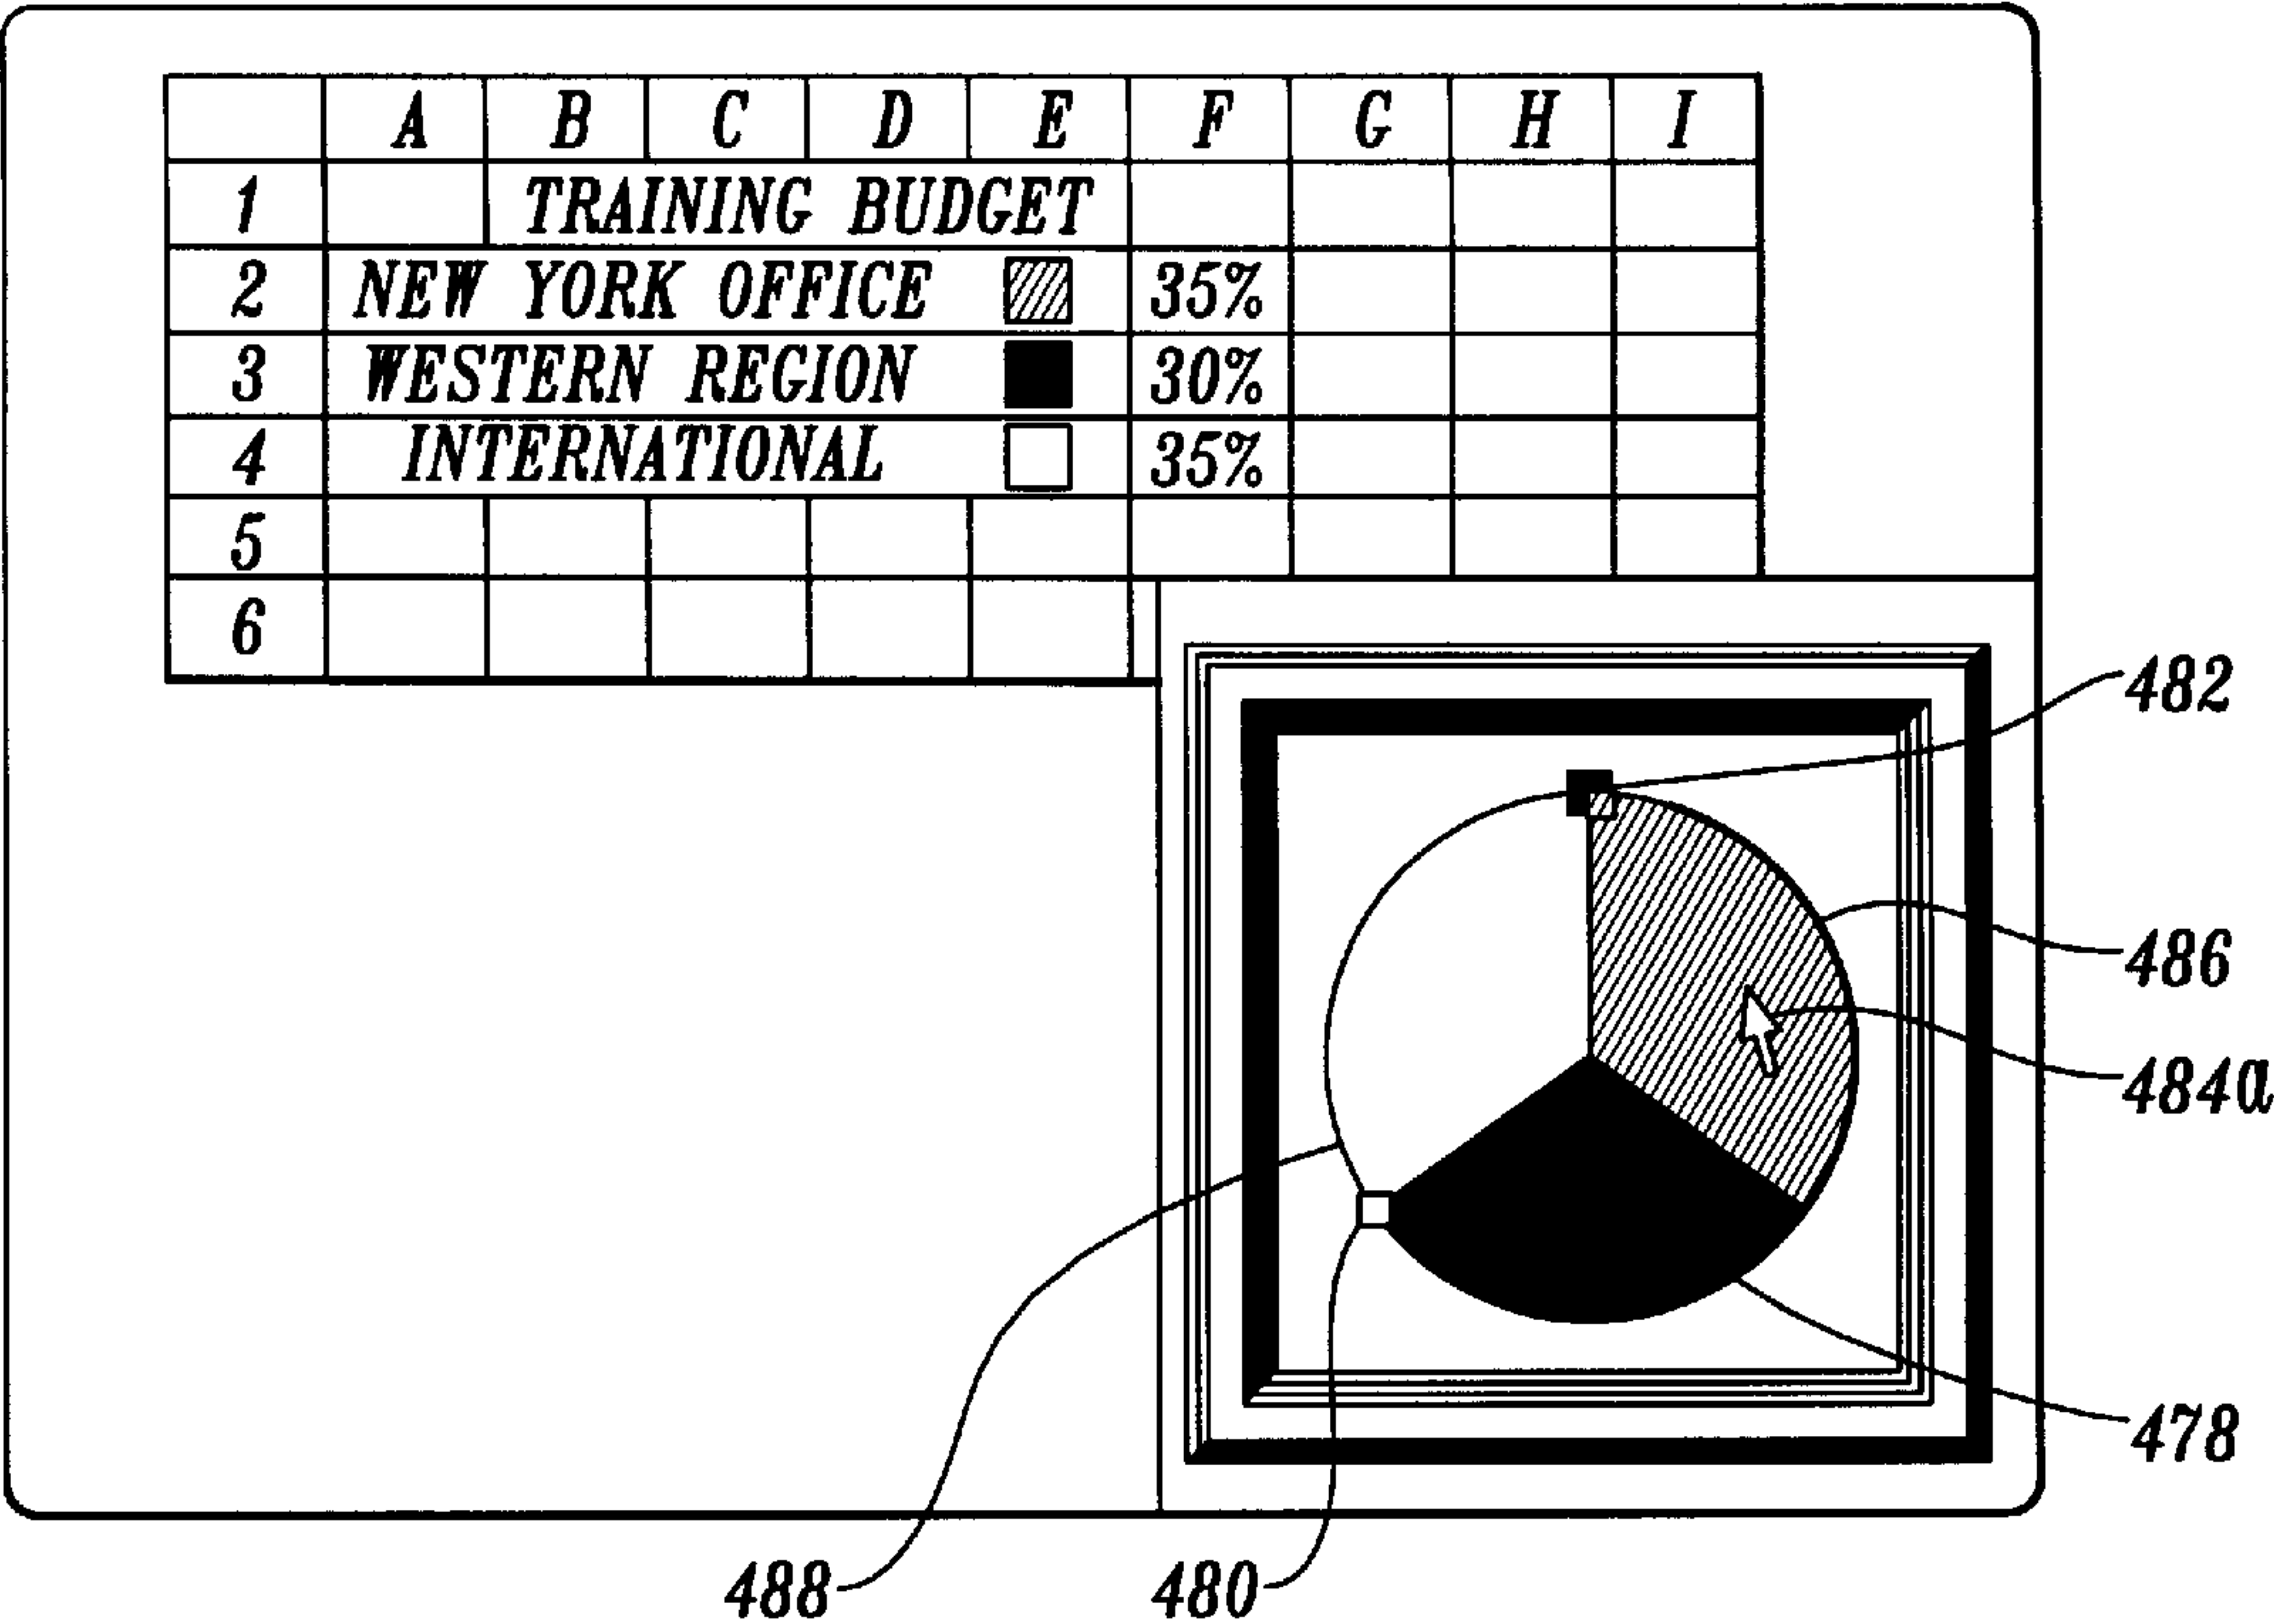 A B C D E F G H I
1 TRAINING BUDGET
2 NEW YORK OFFICE 35%
3 WESTERN REGION 30%
4 INTERNATIONAL 35%
5
6
482
486
484a
478
488 480